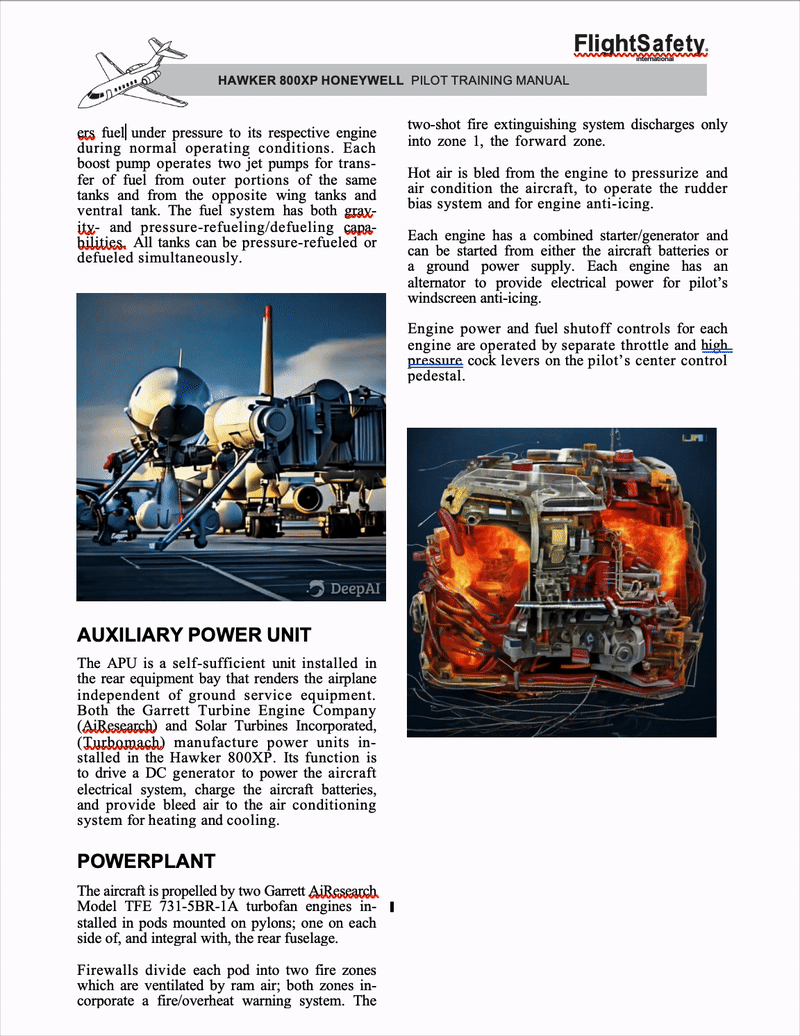 FlightSafety
international
HAWKER 800XP HONEYWELL PILOT TRAINING MANUAL
ers fuel under pressure to its respective engine
during normal operating conditions. Each
boost pump operates two jet pumps for trans-
fer of fuel from outer portions of the same
tanks and from the opposite wing tanks and
ventral tank. The fuel system has both grav-
ity- and pressure-refueling/defueling capa-
bilities. All tanks can be pressure-refueled or
defueled simultaneously.
DeepAI
AUXILIARY POWER UNIT
The APU is a self-sufficient unit installed in
the rear equipment bay that renders the airplane
independent of ground service equipment.
Both the Garrett Turbine Engine Company
(AiResearch) and Solar Turbines Incorporated,
(Turbomach) manufacture power units in-
stalled in the Hawker 800XP. Its function is
to drive a DC generator to power the aircraft
electrical system, charge the aircraft batteries,
and provide bleed air to the air conditioning
system for heating and cooling.
POWERPLANT
The aircraft is propelled by two Garrett AiResearch
Model TFE 731-5BR-1A turbofan engines in-
stalled in pods mounted on pylons; one on each
side of, and integral with, the rear fuselage.
Firewalls divide each pod into two fire zones
which are ventilated by ram air; both zones in-
corporate a fire/overheat warning system. The
two-shot fire extinguishing system discharges only
into zone 1, the forward zone.
Hot air is bled from the engine to pressurize and
air condition the aircraft, to operate the rudder
bias system and for engine anti-icing.
Each engine has a combined starter/generator and
can be started from either the aircraft batteries or
a ground power supply. Each engine has an
alternator to provide electrical power for pilot's
windscreen anti-icing.
Engine power and fuel shutoff controls for each
engine are operated by separate throttle and high
pressure cock levers on the pilot's center control
pedestal.